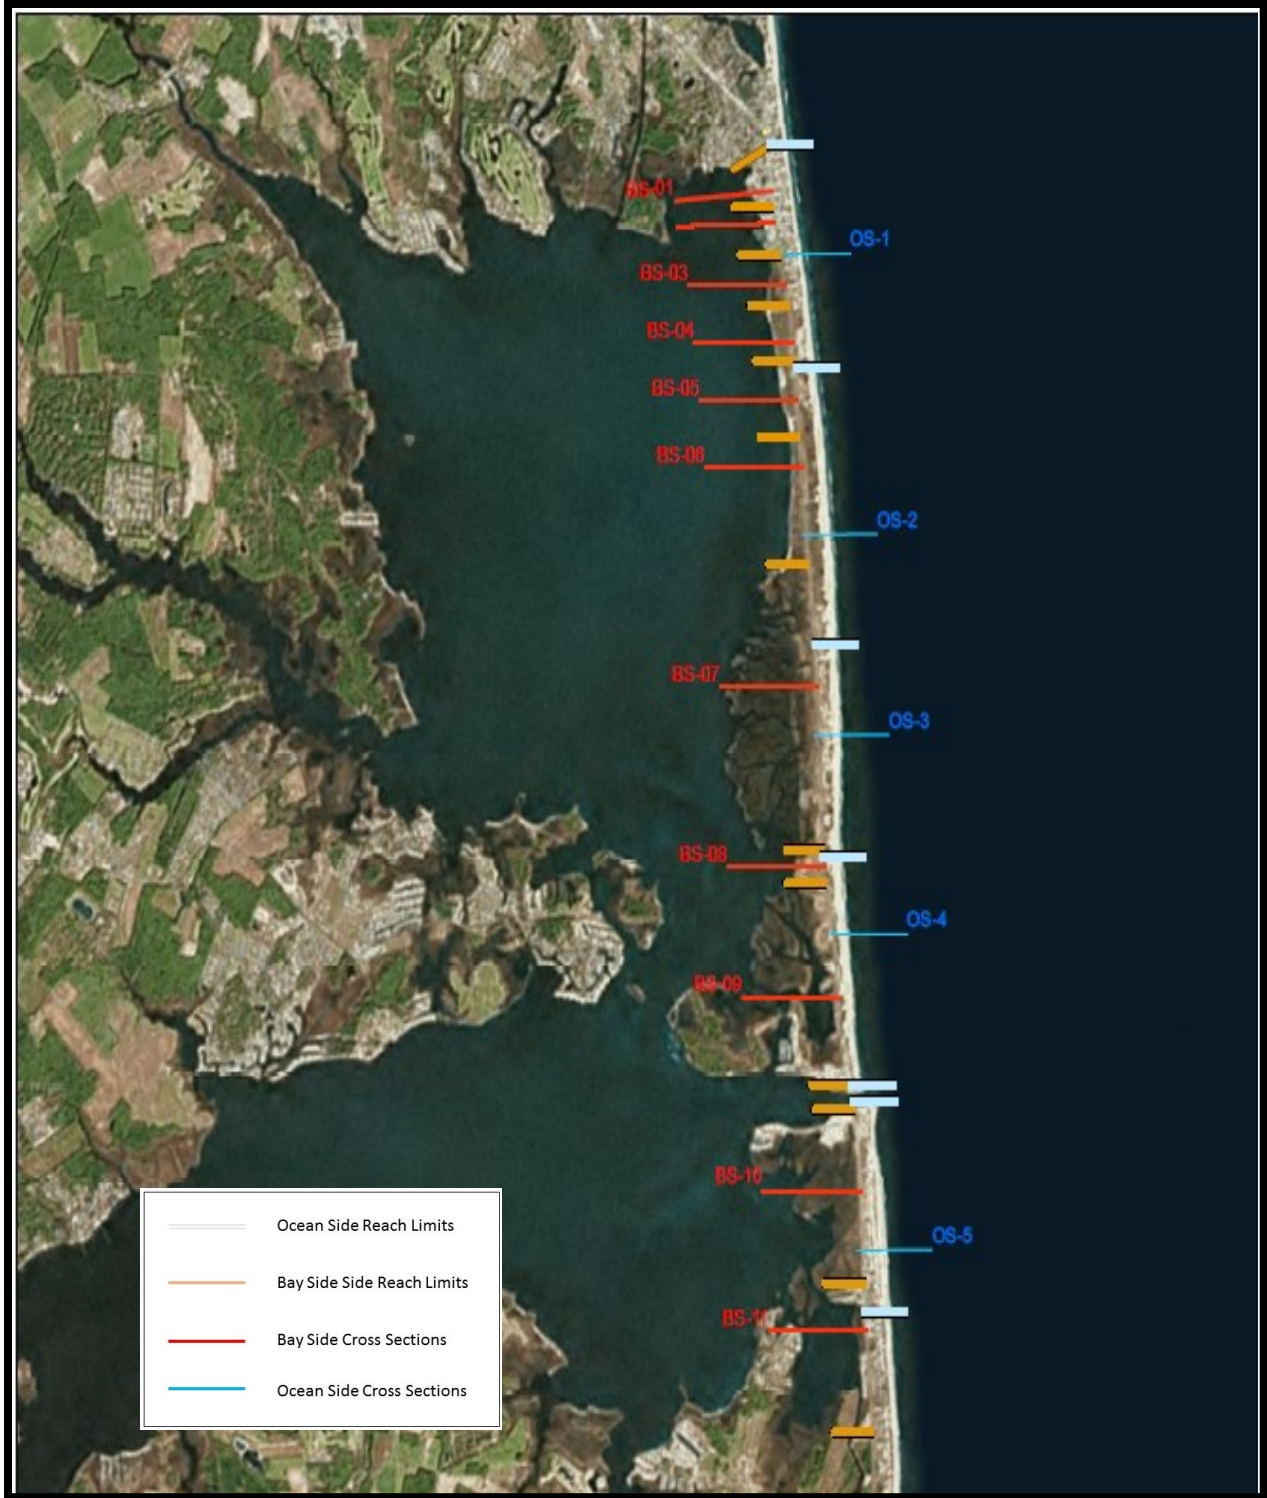 BS-01
OS-1
BS-03
BS-04
BS-05
BS-06
OS-2
BS-07
OS-3
BS-08
OS-4
BS-09
BS-10
OS-5
BS-11
Ocean Side Reach Limits
Bay Side Side Reach Limits
Bay Side Cross Sections
Ocean Side Cross Sections